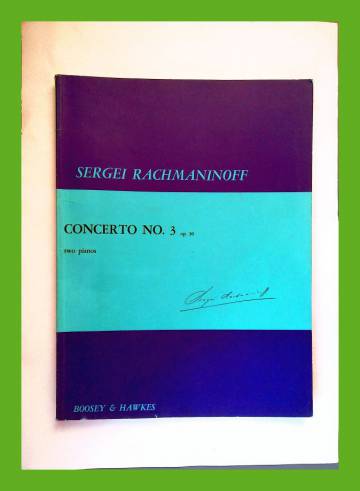 SERGEI RACHMANINOFF
CONCERTO NO. 3 op. 30
two pianos
BOOSEY & HAWKES